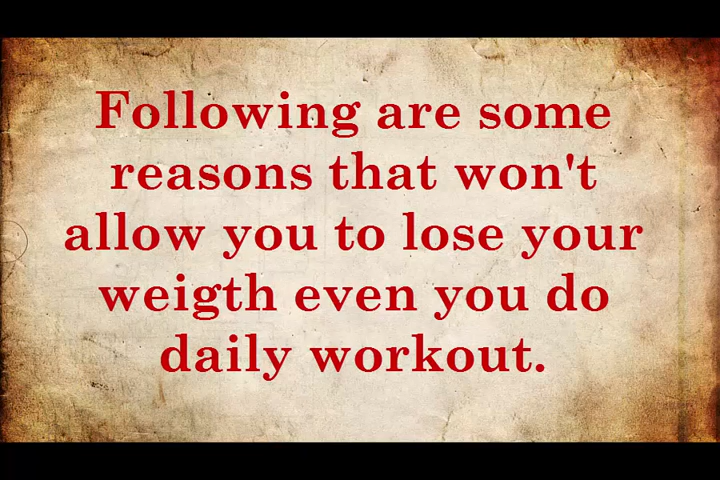 Following are some
reasons that won't
allow you to lose your
weigth even you do
daily workout.